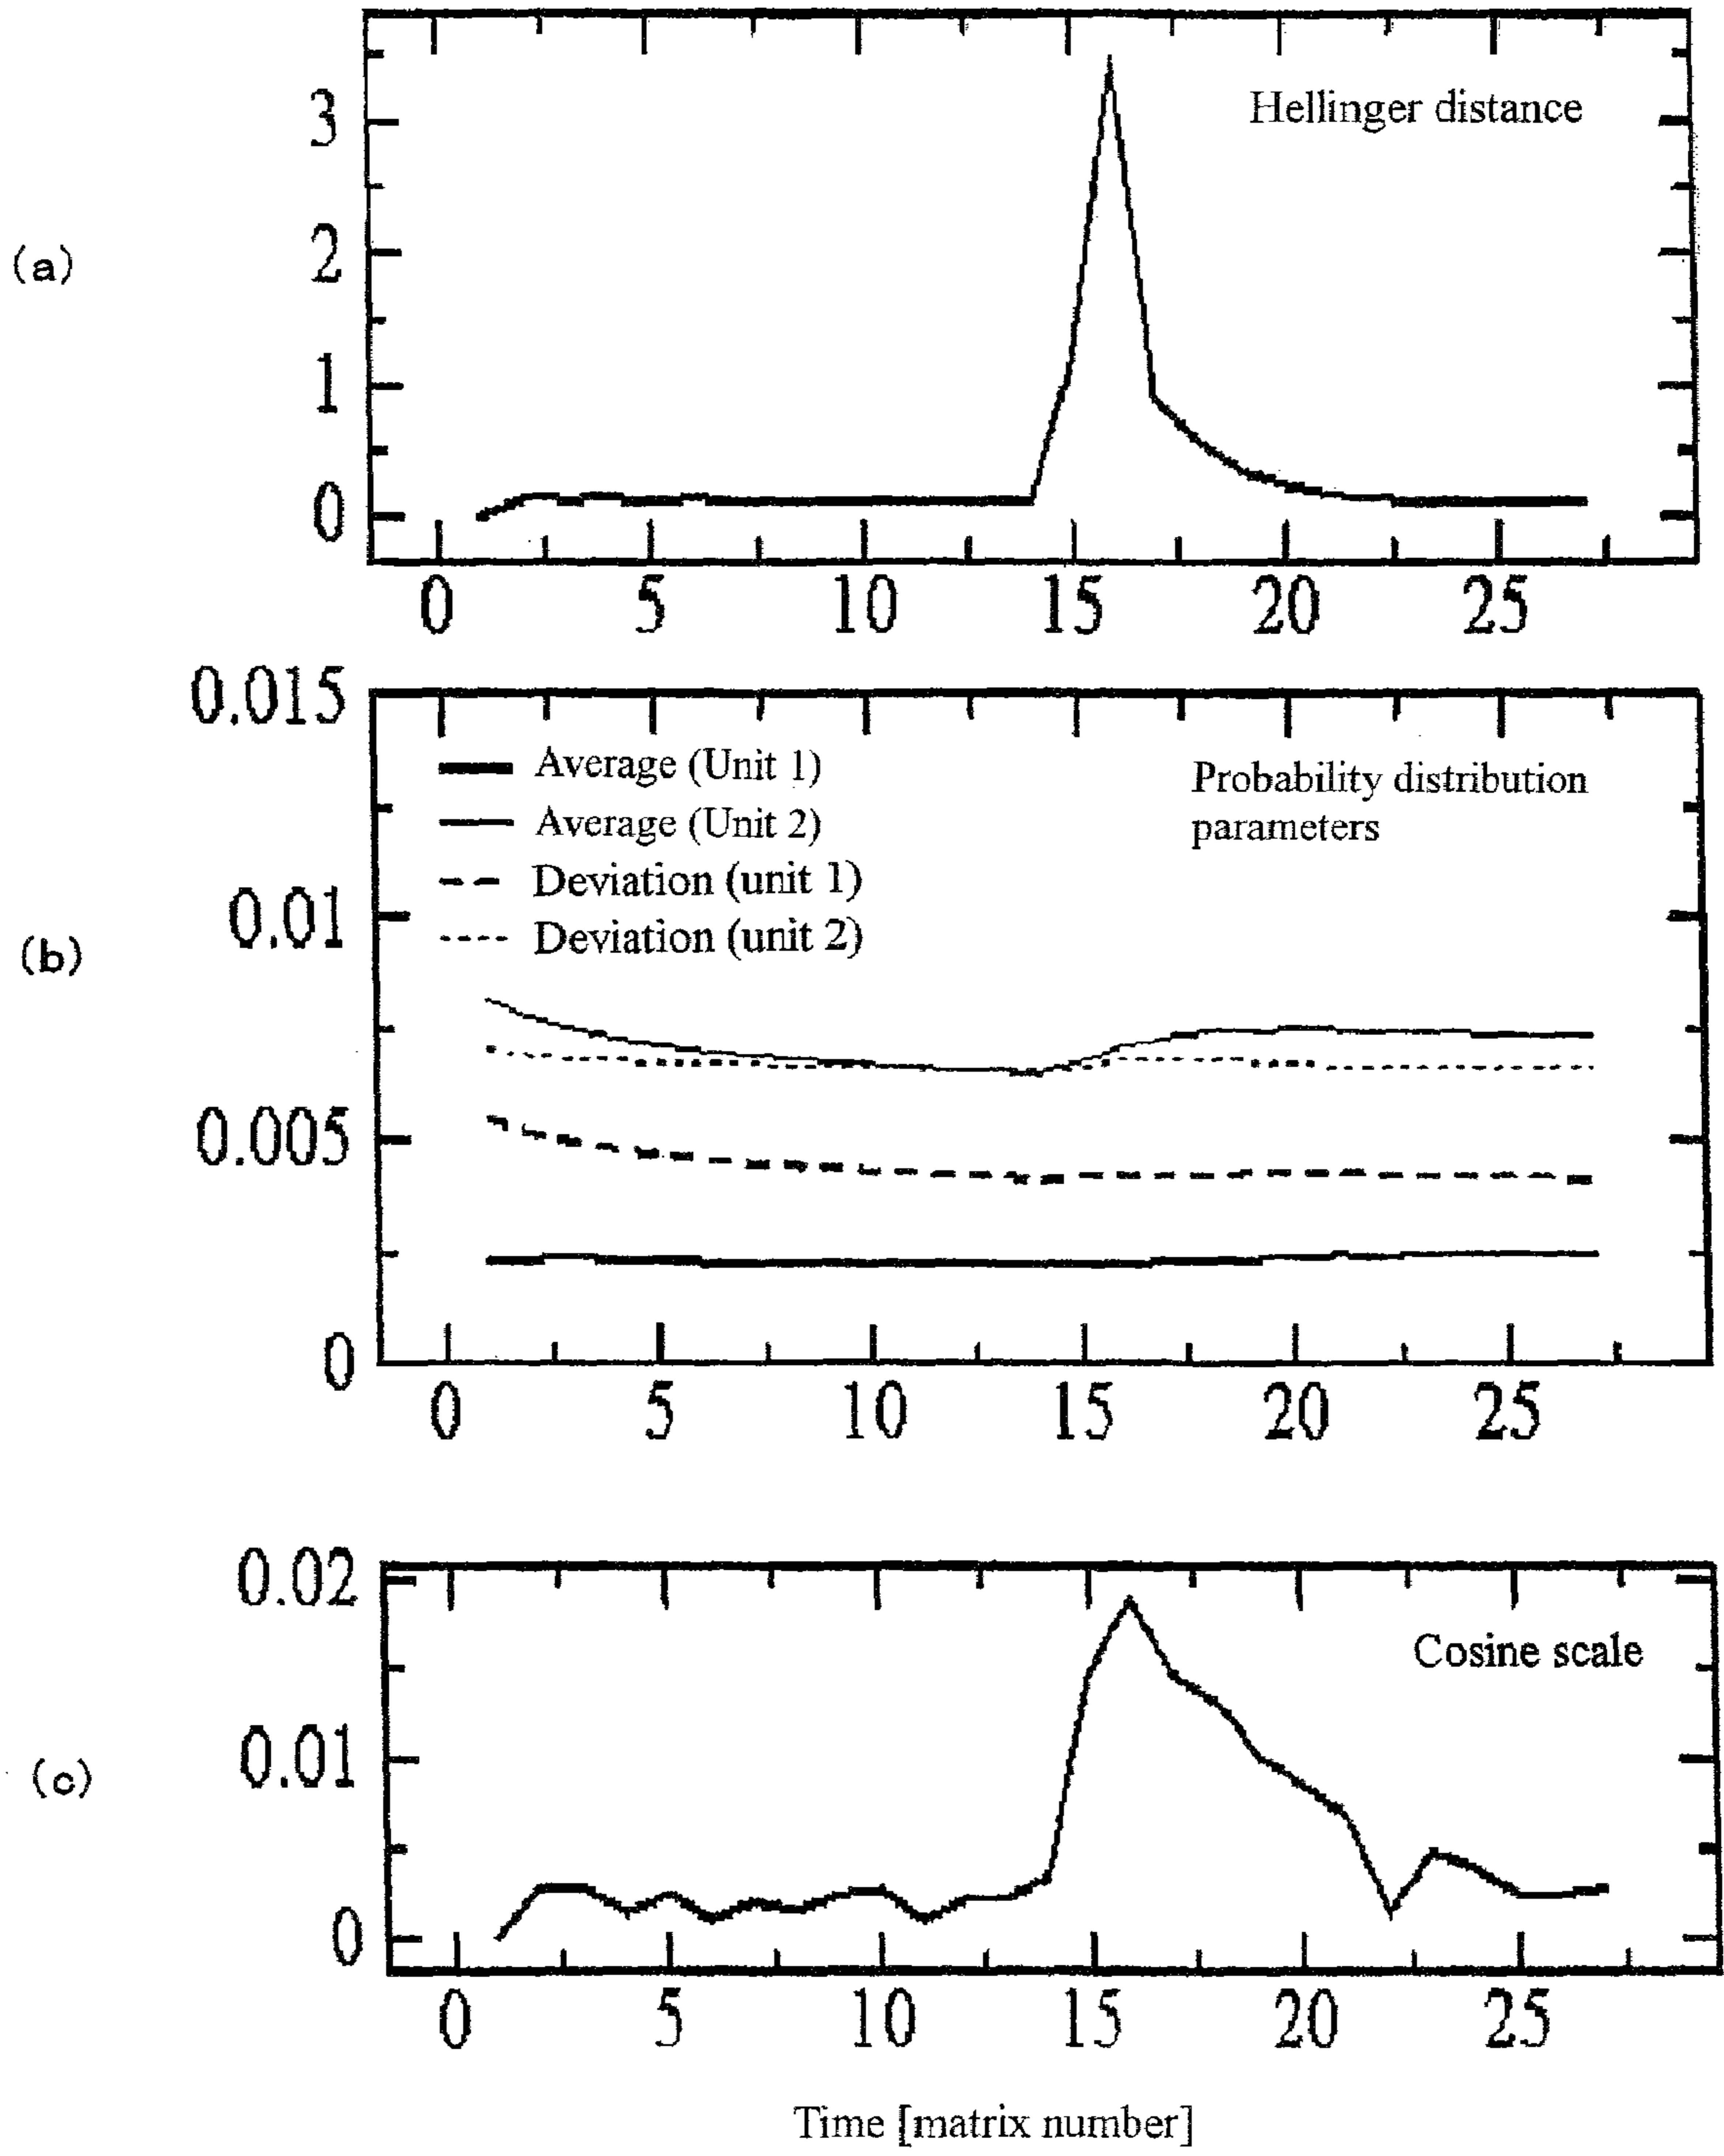 (a)
3
2
1
0
Hellinger distance
0 5 10 15 20 25
(b)
0.015
0.01
0.005
0
Average (Unit 1)
Average (Unit 2)
Deviation (unit 1)
Deviation (unit 2)
Probability distribution
parameters
0 5 10 15 20 25
(c)
0.02
0.01
0
Cosine scale
0 5 10 15 20 25
Time [matrix number]